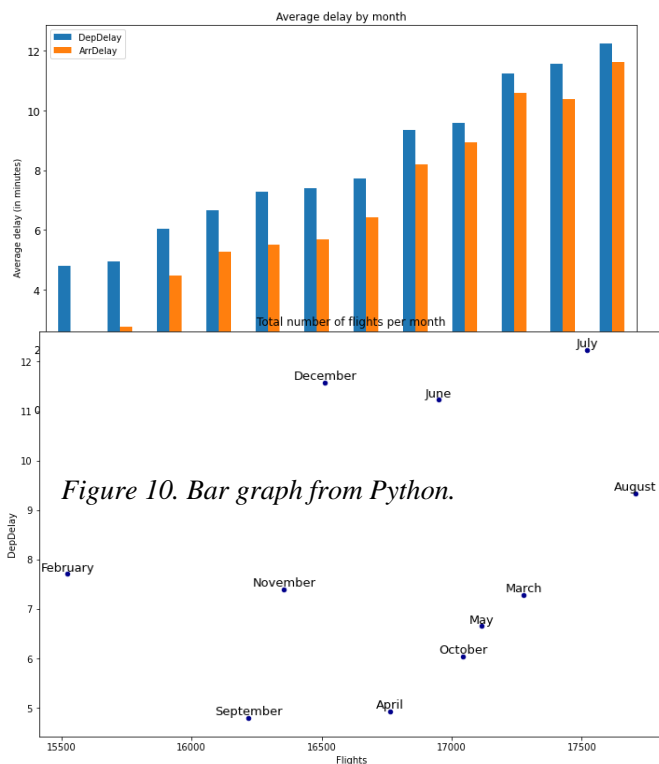 Average delay by month
DepDelay
ArrDelay
Average delay (in minutes)
12
10
8
6
4
2
0
Total number of flights per month
DepDelay
12
11
10
9
8
7
6
5
July
December
June
Figure 10. Bar graph from Python.
August
February
November
March
May
October
September
April
15500 16000 16500 17000 17500
Flights